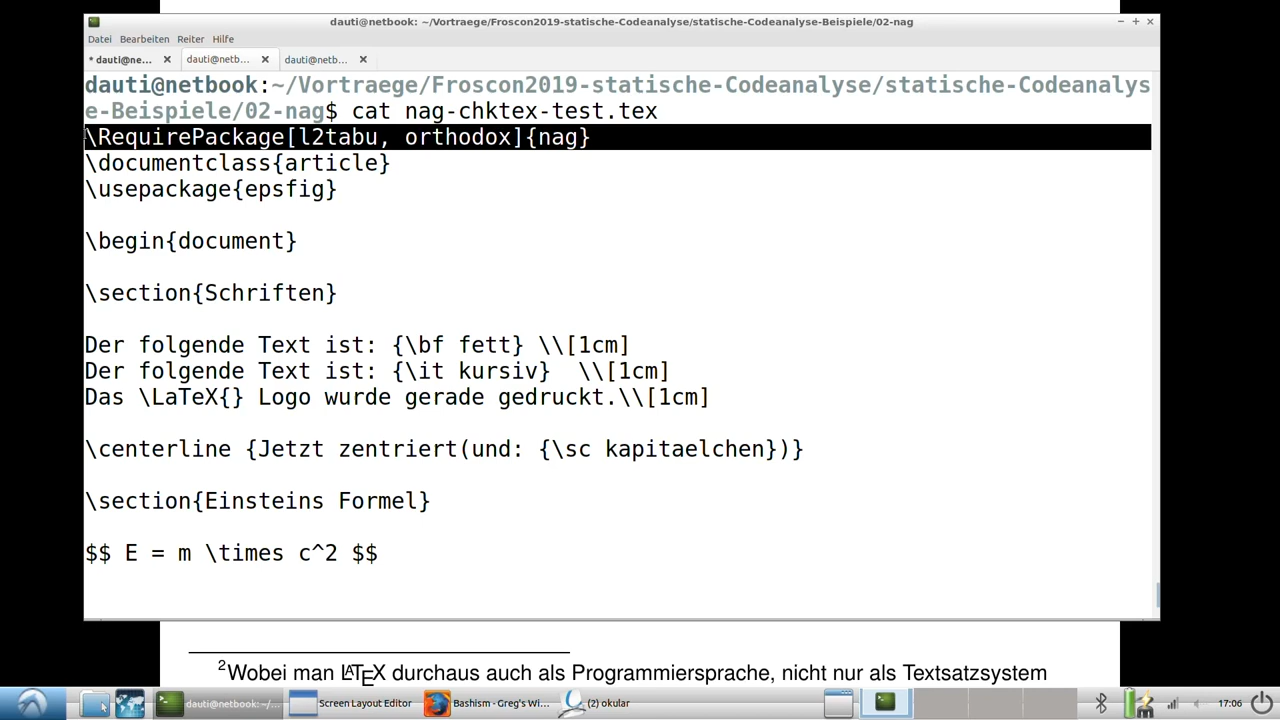 dauti@netbook: ~/Vortraege/Froscon2019-statische-Codeanalyse/statische-Codeanalyse-Beispiele/02-nag
Datei Bearbeiten Reiter Hilfe
* dauti@ne... dauti@netb... dauti@netb...
dauti@netbook:~/Vortraege/Froscon2019-statische-Codeanalyse/statische-Codeanalys
e-Beispiele/02-nag$ cat nag-chktex-test.tex
\RequirePackage[l2tabu, orthodox]{nag}
\documentclass{article}
\usepackage{epsfig}
\begin{document}
\section{Schriften}
Der folgende Text ist: {\bf fett} \\[1cm]
Der folgende Text ist: {\it kursiv}  \\[1cm]
Das \LaTeX{} Logo wurde gerade gedruckt.\\[1cm]
\centerline {Jetzt zentriert(und: {\sc kapitaelchen})}
\section{Einsteins Formel}
$$ E = m \times c^2 $$
2Wobei man LATEX durchaus auch als Programmiersprache, nicht nur als Textsatzsystem
dauti@netbook: ~/... Screen Layout Editor Bashism - Greg's Wi... (2) okular 17:06